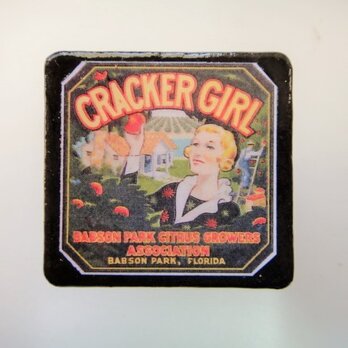 CRACKER GIRL
BABSON PARK CITRUS GROWERS
ASSOCIATION
BABSON PARK, FLORIDA